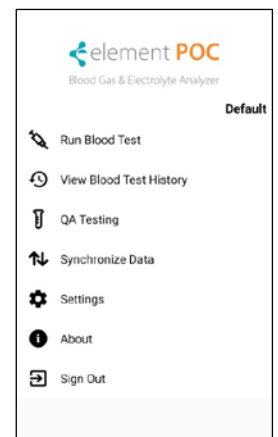 element POC
Blood Gas & Electrolyte Analyzer
Default
Run Blood Test
View Blood Test History
QA Testing
Synchronize Data
Settings
About
Sign Out